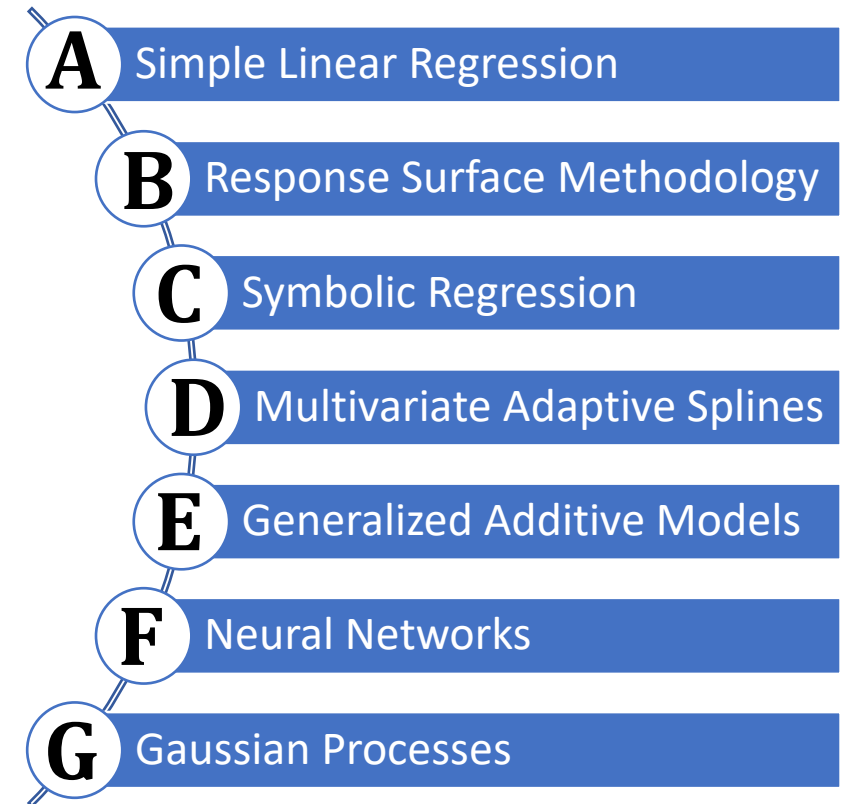 A Simple Linear Regression
B Response Surface Methodology
C Symbolic Regression
D Multivariate Adaptive Splines
E Generalized Additive Models
F Neural Networks
G Gaussian Processes